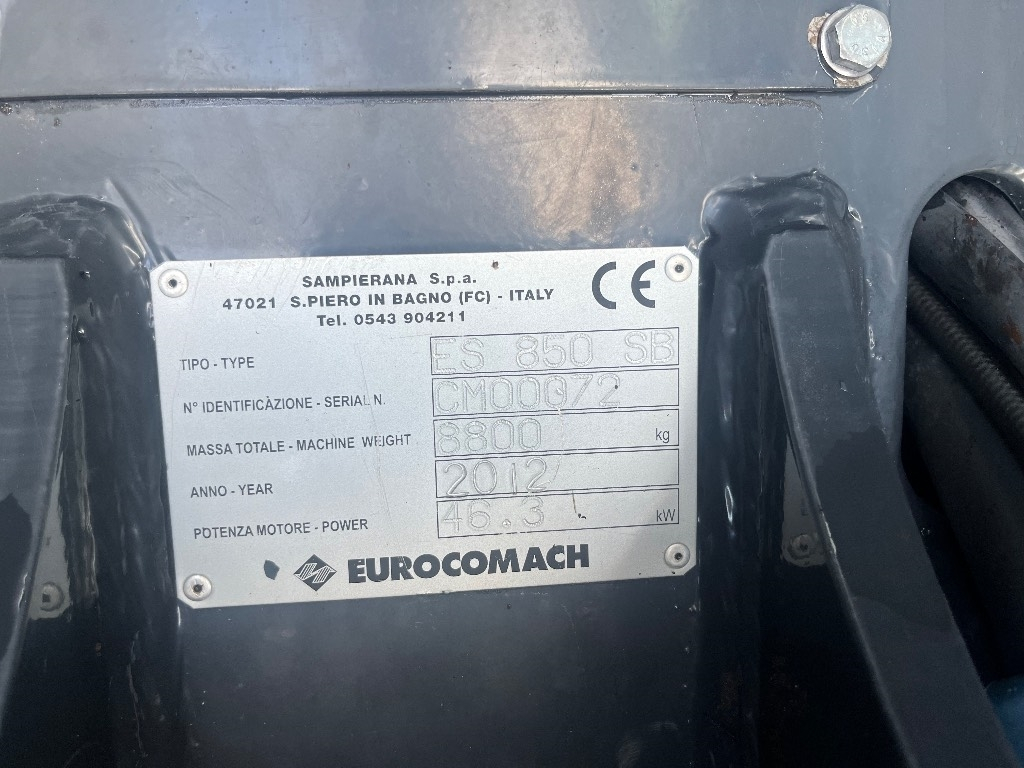 SAMPIERANA S.p.a.
47021 S.PIERO IN BAGNO (FC) - ITALY
Tel. 0543 904211
CE
TIPO - TYPE ES 850 SB
N° IDENTIFICAZIONE - SERIAL N.
MASSA TOTALE - MACHINE WEIGHT 8800 kg
ANNO - YEAR 2012
POTENZA MOTORE - POWER 46.3 kW
EUROCOMACH